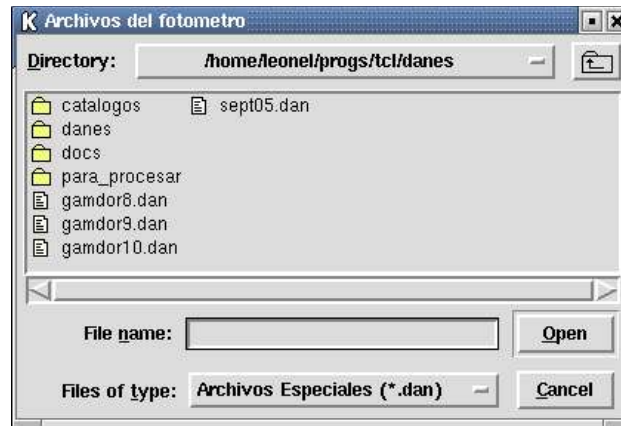 Archivos del fotometro
Directory: /home/leonel/progs/tcl/danes
catalogos sept05.dan
danes
docs
para_procesar
gamdor8.dan
gamdor9.dan
gamdor10.dan
File name: Open
Files of type: Archivos Especiales (*.dan) Cancel